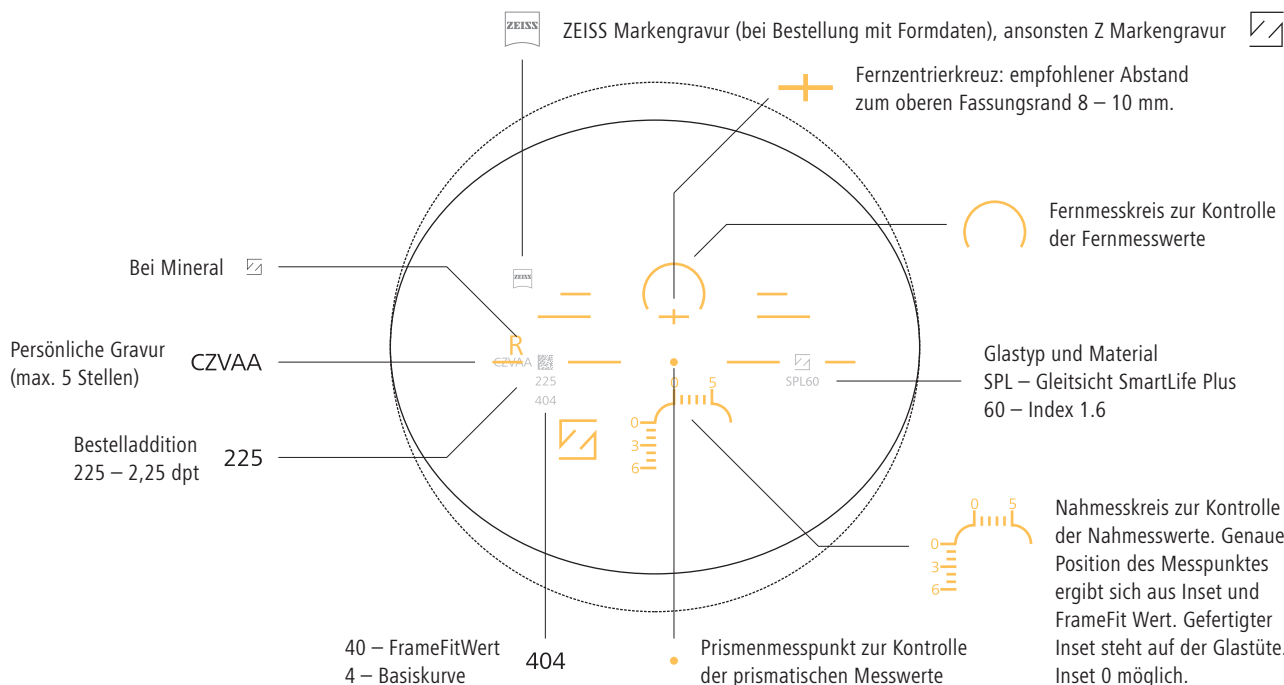 ZEISS
ZEISS Markengravur (bei Bestellung mit Formdaten), ansonsten Z Markengravur
Fernzentrierkreuz: empfohlener Abstand
zum oberen Fassungsrand 8 – 10 mm.
Fernmesskreis zur Kontrolle
der Fernmesswerte
Bei Mineral
ZEISS
R
Persönliche Gravur
(max. 5 Stellen)
CZVAA
CZVAA
225
404
0 5
0
3
6
SPL60
Glastyp und Material
SPL – Gleitsicht SmartLife Plus
60 – Index 1.6
Bestelladdition
225 – 2,25 dpt
225
0 5
0
3
6
Nahmesskreis zur Kontrolle
der Nahmesswerte. Genaue
Position des Messpunktes
ergibt sich aus Inset und
FrameFit Wert. Gefertigter
Inset steht auf der Glastüte.
Inset 0 möglich.
40 – FrameFitWert
4 – Basiskurve
404
Prismenmesspunkt zur Kontrolle
der prismatischen Messwerte